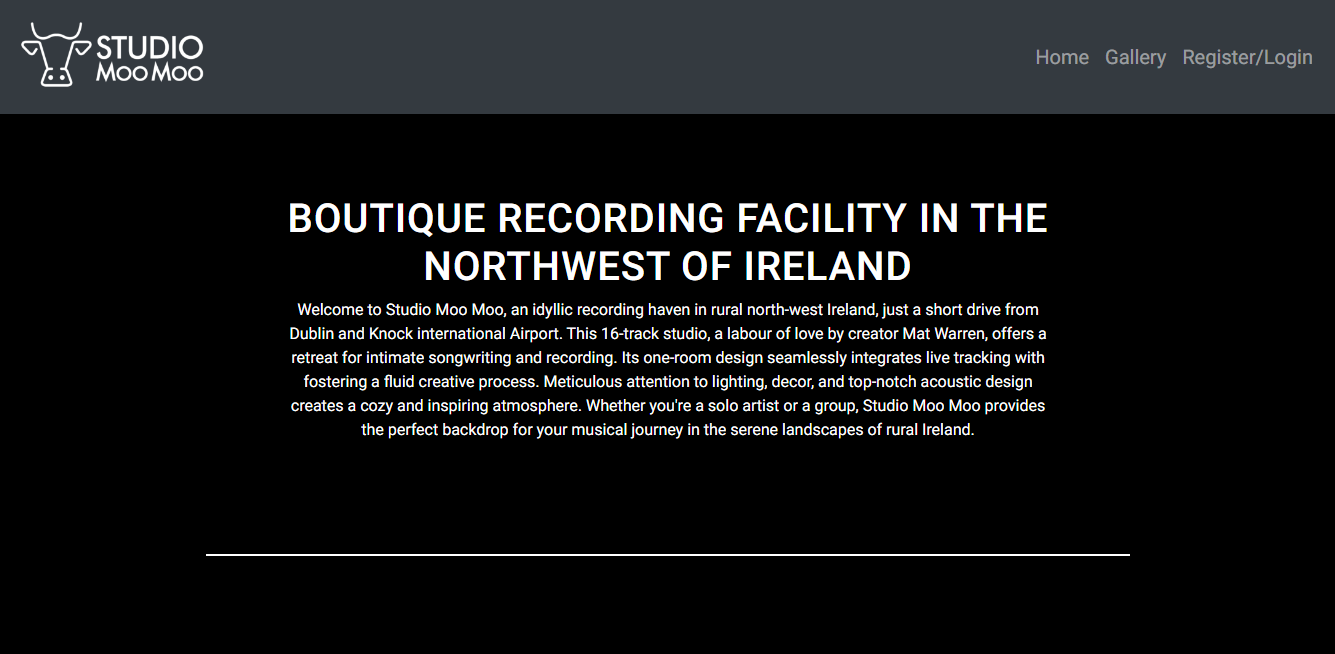 STUDIO
MOO MOO
Home Gallery Register/Login
BOUTIQUE RECORDING FACILITY IN THE
NORTHWEST OF IRELAND
Welcome to Studio Moo Moo, an idyllic recording haven in rural north-west Ireland, just a short drive from
Dublin and Knock international Airport. This 16-track studio, a labour of love by creator Mat Warren, offers a
retreat for intimate songwriting and recording. Its one-room design seamlessly integrates live tracking with
fostering a fluid creative process. Meticulous attention to lighting, decor, and top-notch acoustic design
creates a cozy and inspiring atmosphere. Whether you're a solo artist or a group, Studio Moo Moo provides
the perfect backdrop for your musical journey in the serene landscapes of rural Ireland.